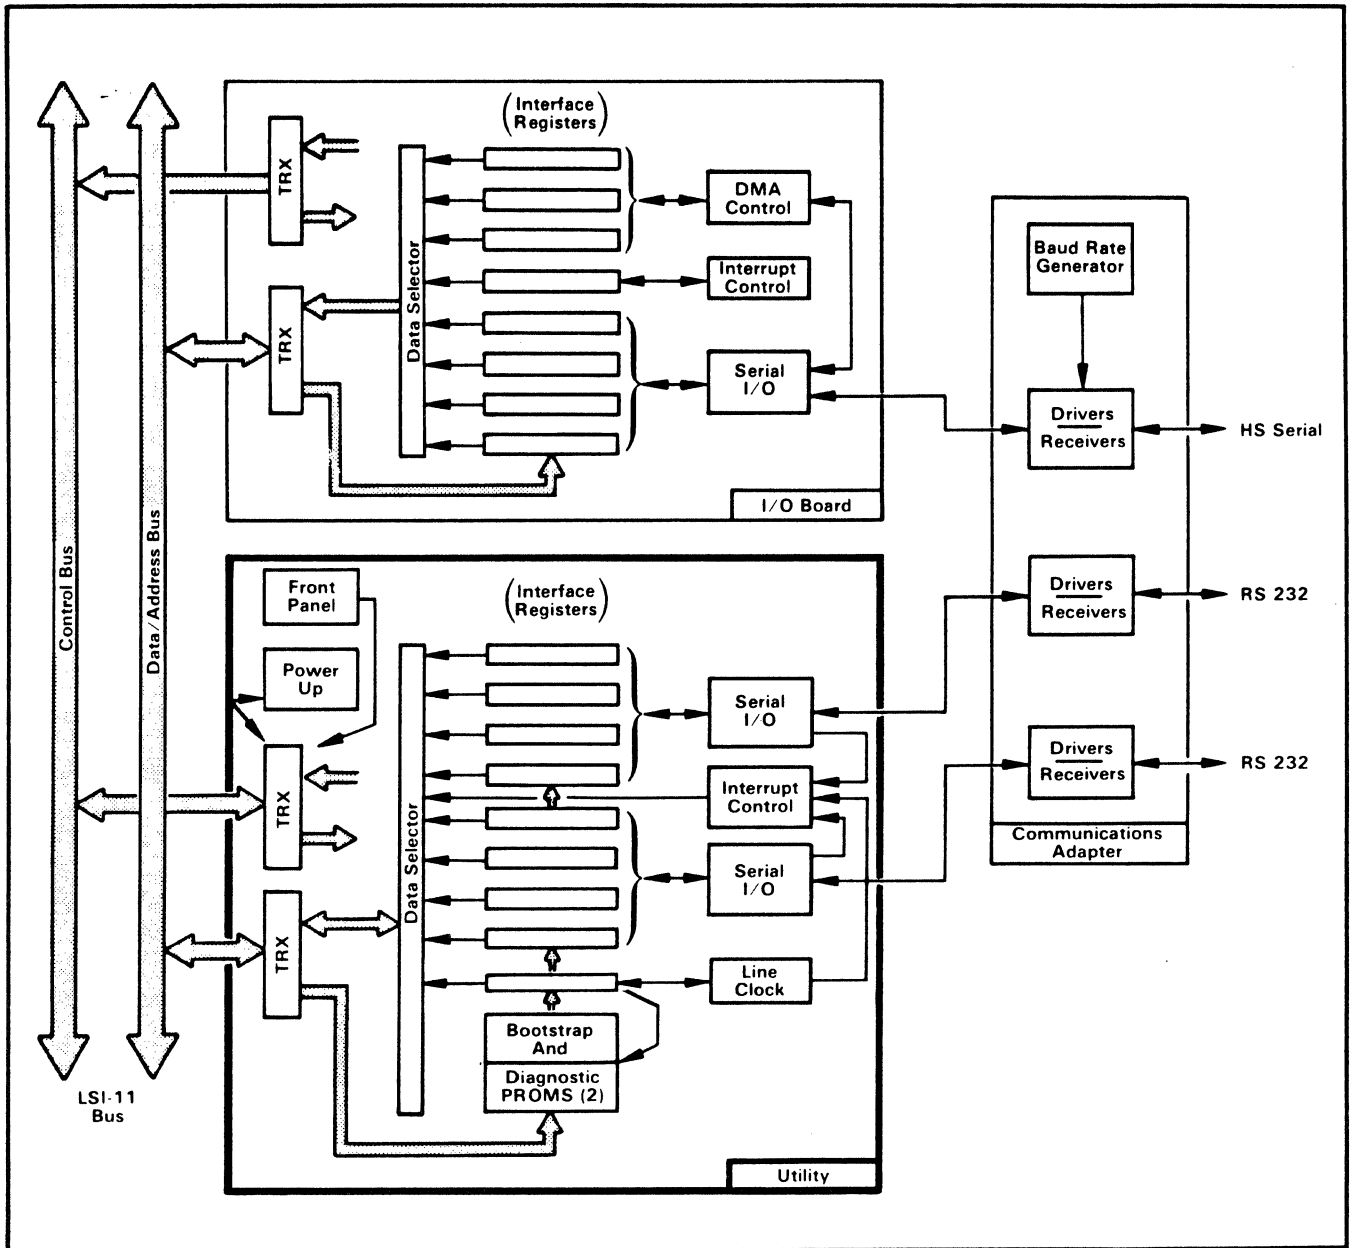 Control Bus
Data/Address Bus
LSI-11
Bus
TRX
TRX
Data Selector
(Interface
Registers)
DMA
Control
Interrupt
Control
Serial
I/O
I/O Board
Front
Panel
Power
Up
TRX
TRX
Data Selector
(Interface
Registers)
Serial
I/O
Interrupt
Control
Serial
I/O
Line
Clock
Bootstrap
And
Diagnostic
PROMS (2)
Utility
Baud Rate
Generator
Drivers
Receivers
HS Serial
Drivers
Receivers
RS 232
Drivers
Receivers
RS 232
Communications
Adapter